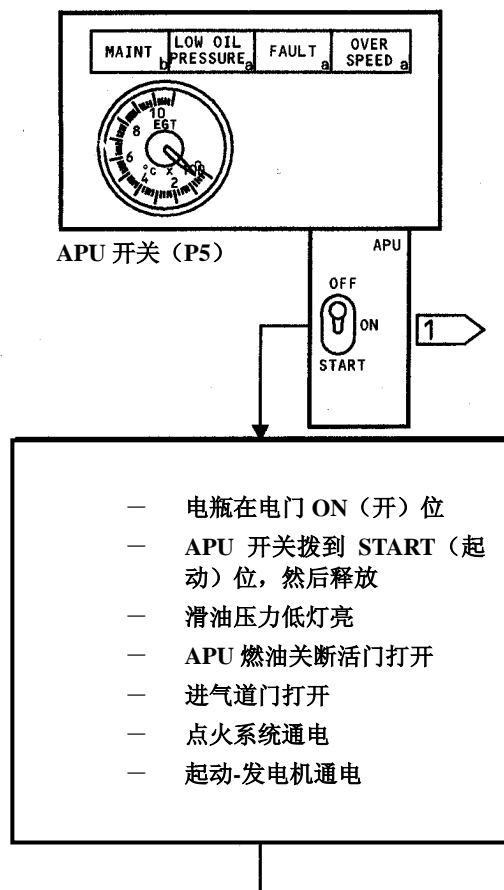 MAINT b
LOW OIL PRESSURE a
FAULT a
OVER SPEED a
10
EGT
8
6
4
2
0
°C x 100
APU 开关（P5）
APU
OFF
ON
START
1
— 电瓶在电门 ON（开）位
— APU 开关拨到 START（起
动）位，然后释放
— 滑油压力低灯亮
— APU 燃油关断活门打开
— 进气道门打开
— 点火系统通电
— 起动-发电机通电